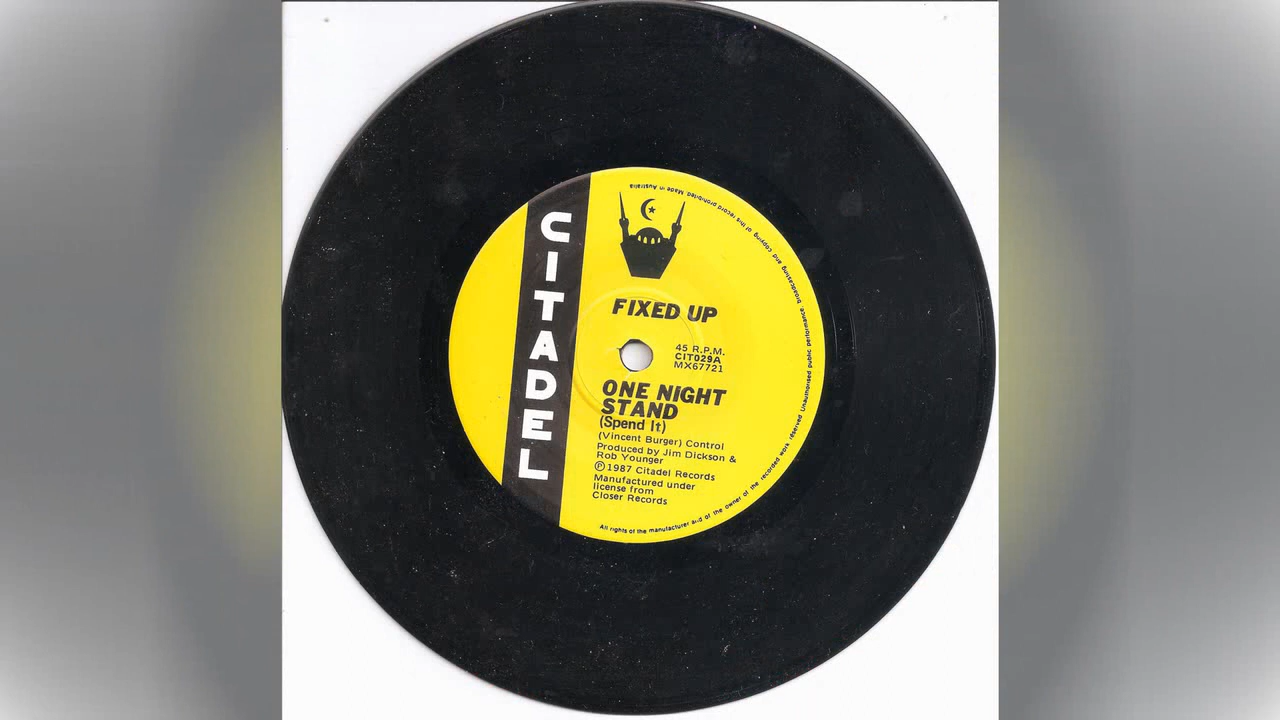 CITADEL
FIXED UP
45 R.P.M.
CIT029A
MX67721
ONE NIGHT
STAND
(Spend It)
(Vincent Burger) Control
Produced by Jim Dickson &
Rob Younger
Ⓟ1987 Citadel Records
Manufactured under
license from
Closer Records
All rights of the manufacturer and of the owner of the recorded work reserved Unauthorised public performance, broadcasting and copying of this record prohibited. Made in Australia